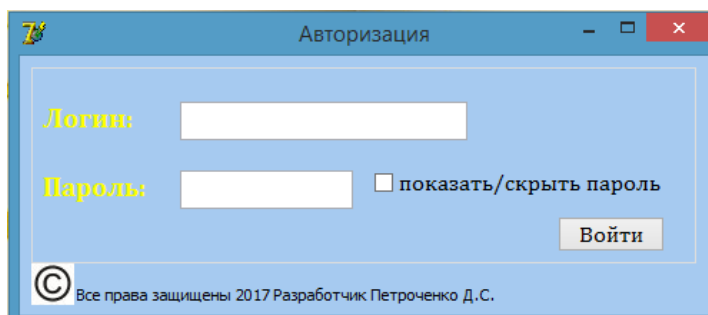 Авторизация
Логин:
Пароль:
показать/скрыть пароль
Войти
© Все права защищены 2017 Разработчик Петроченко Д.С.